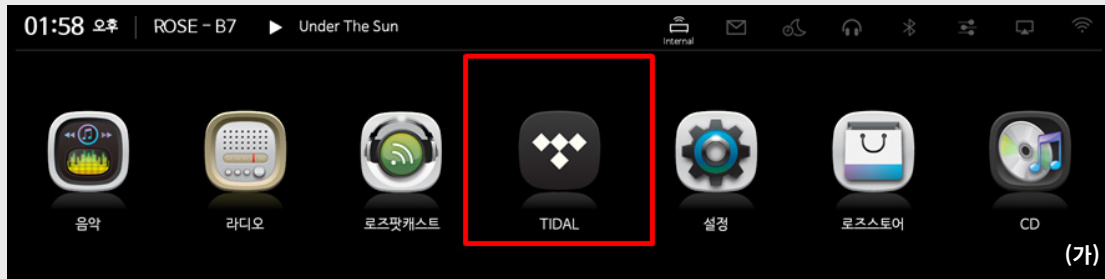 01:58 오후 ROSE - B7 ▶ Under The Sun
Internal
음악 라디오 로즈팟캐스트 TIDAL 설정 로즈스토어 CD
(가)